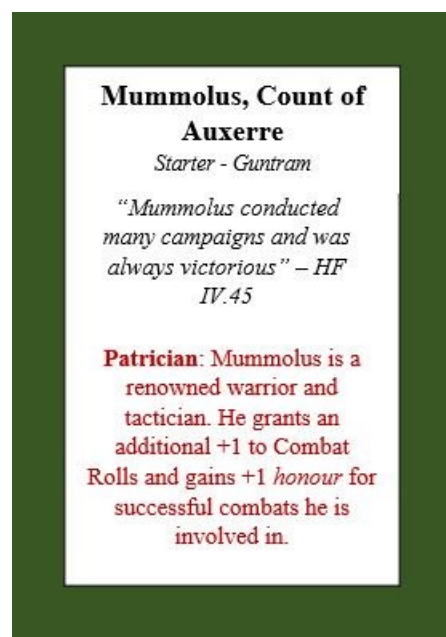 Mummolus, Count of
Auxerre
Starter - Guntram
“Mummolus conducted
many campaigns and was
always victorious” – HF
IV.45
Patrician: Mummolus is a
renowned warrior and
tactician. He grants an
additional +1 to Combat
Rolls and gains +1 honour for
successful combats he is
involved in.